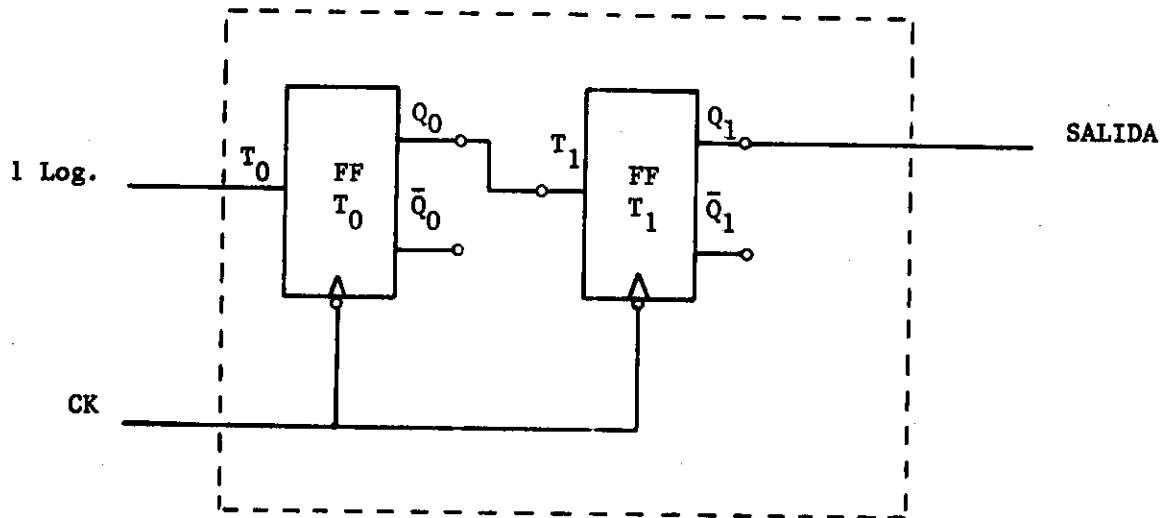 1 Log.
T₀
FF
T₀
Q₀
Q̄₀
T₁
FF
T₁
Q₁
Q̄₁
SALIDA
CK